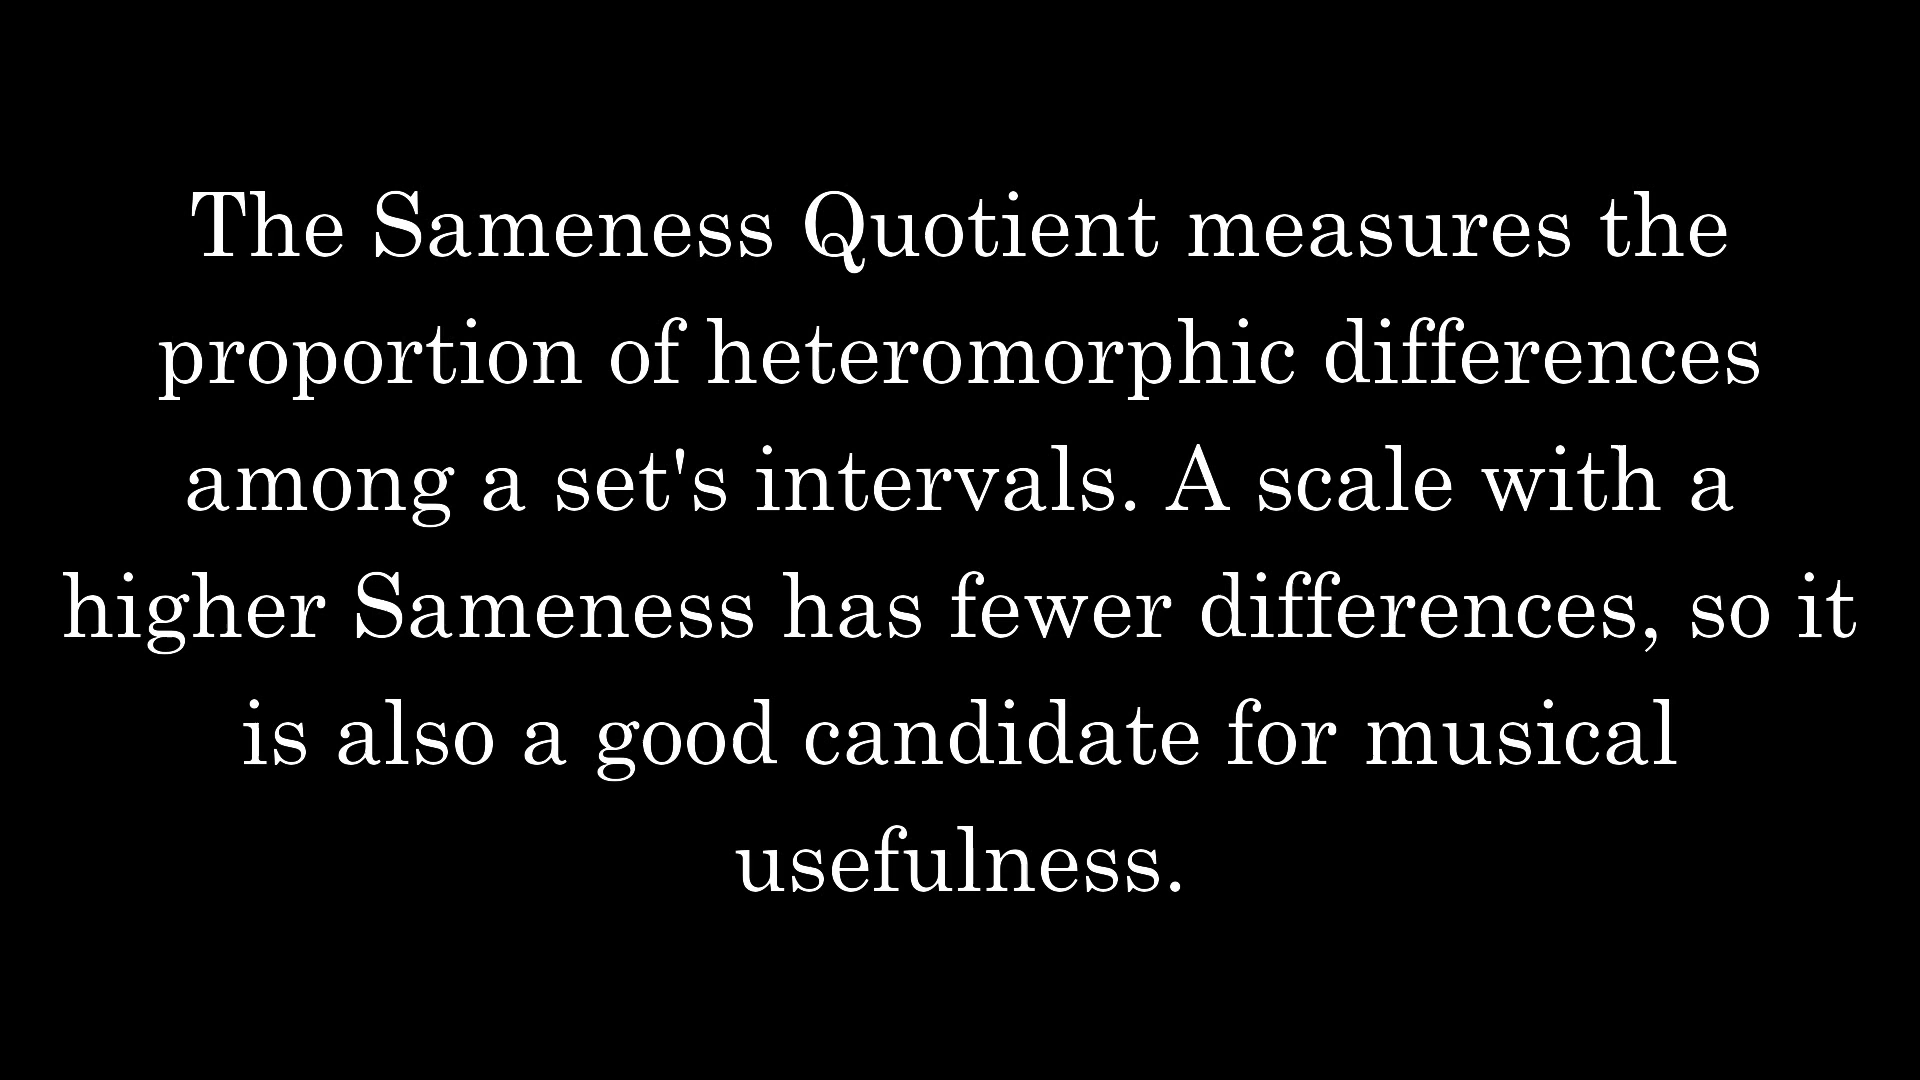 The Sameness Quotient measures the
proportion of heteromorphic differences
among a set's intervals. A scale with a
higher Sameness has fewer differences, so it
is also a good candidate for musical
usefulness.